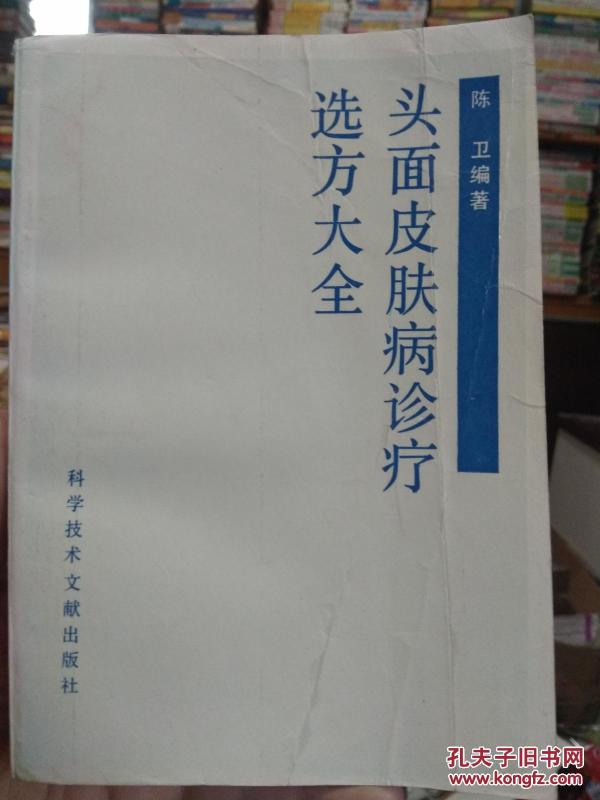 陈卫编著
头面皮肤病诊疗
选方大全
科学技术文献出版社
孔夫子旧书网
www.kongfz.com